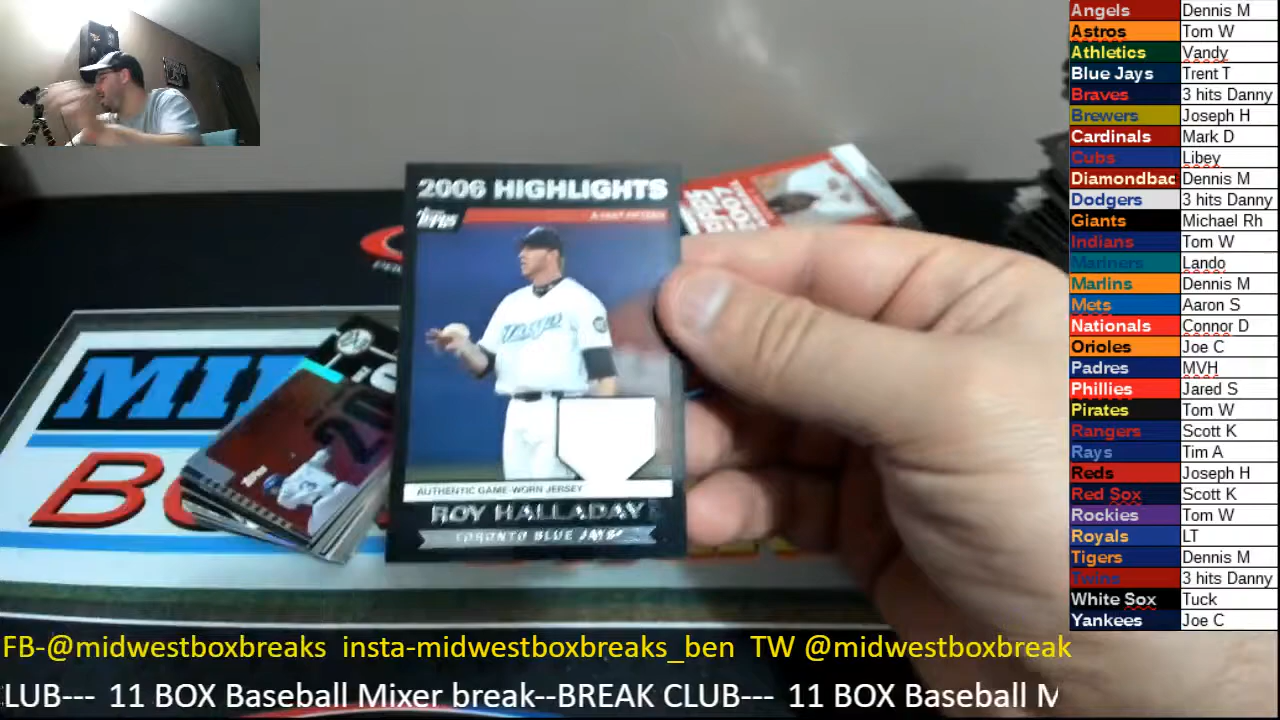 2006 HIGHLIGHTS
Topps
AUTHENTIC GAME-WORN JERSEY
ROY HALLADAY
TORONTO BLUE JAYS
2007
Angels Dennis M
Astros Tom W
Athletics Vandy
Blue Jays Trent T
Braves 3 hits Danny
Brewers Joseph H
Cardinals Mark D
Cubs Libey
Diamondbac Dennis M
Dodgers 3 hits Danny
Giants Michael Rh
Indians Tom W
Mariners Lando
Marlins Dennis M
Mets Aaron S
Nationals Connor D
Orioles Joe C
Padres MVH
Phillies Jared S
Pirates Tom W
Rangers Scott K
Rays Tim A
Reds Joseph H
Red Sox Scott K
Rockies Tom W
Royals LT
Tigers Dennis M
Twins 3 hits Danny
White Sox Tuck
Yankees Joe C
FB-@midwestboxbreaks insta-midwestboxbreaks_ben TW @midwestboxbreak
CLUB--- 11 BOX Baseball Mixer break--BREAK CLUB--- 11 BOX Baseball M